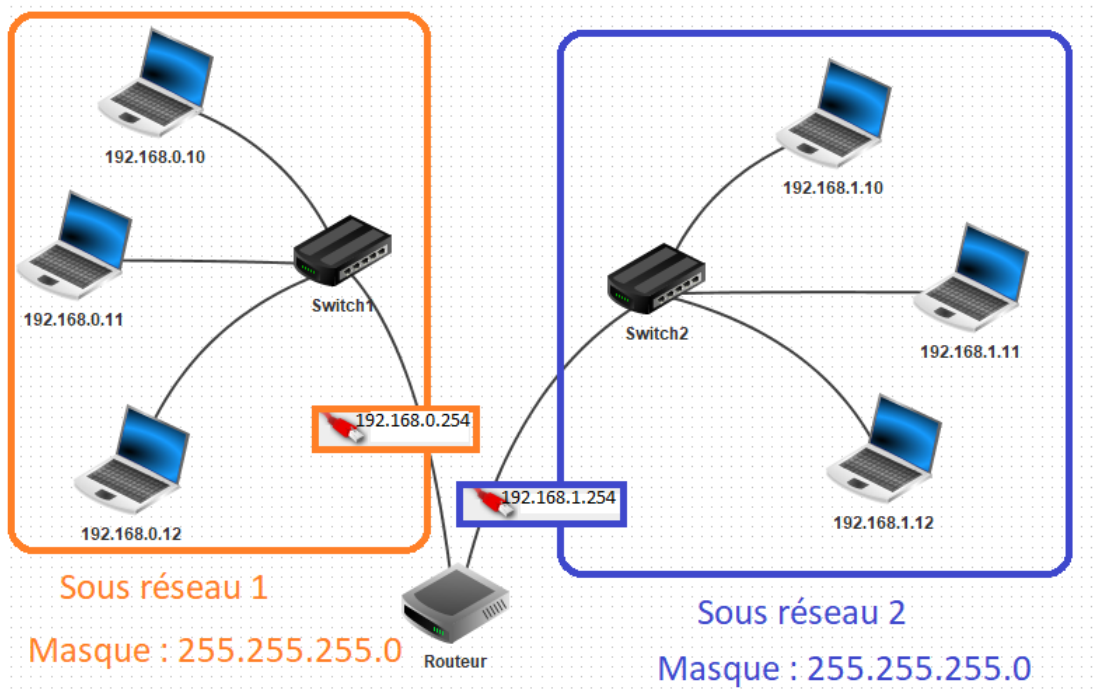 192.168.0.10
192.168.0.11
192.168.0.12
Switch1
192.168.0.254
Sous réseau 1
Masque : 255.255.255.0
192.168.1.10
192.168.1.11
192.168.1.12
Switch2
192.168.1.254
Routeur
Sous réseau 2
Masque : 255.255.255.0